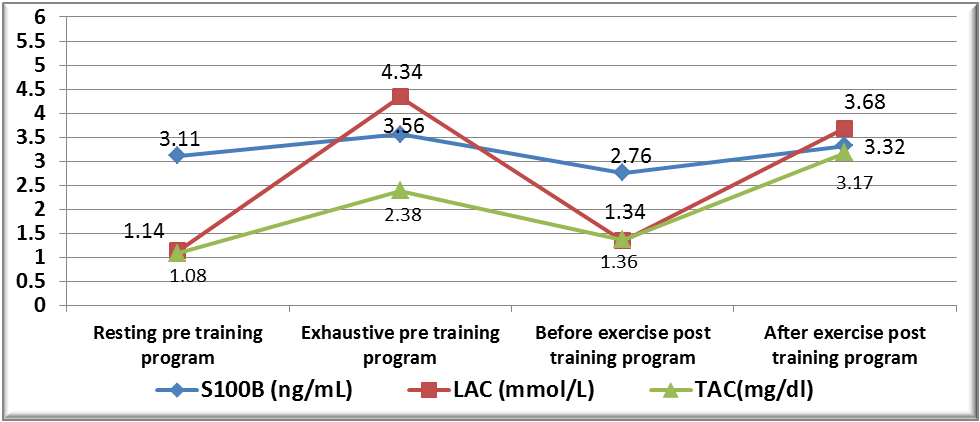 6
5.5
5
4.5
4
3.5
3
2.5
2
1.5
1
0.5
0
3.11
1.14
1.08
4.34
3.56
2.38
2.76
1.34
1.36
3.68
3.32
3.17
Resting pre training
program
Exhaustive pre training
program
Before exercise post
training program
After exercise post
training program
S100B (ng/mL)
LAC (mmol/L)
TAC(mg/dl)